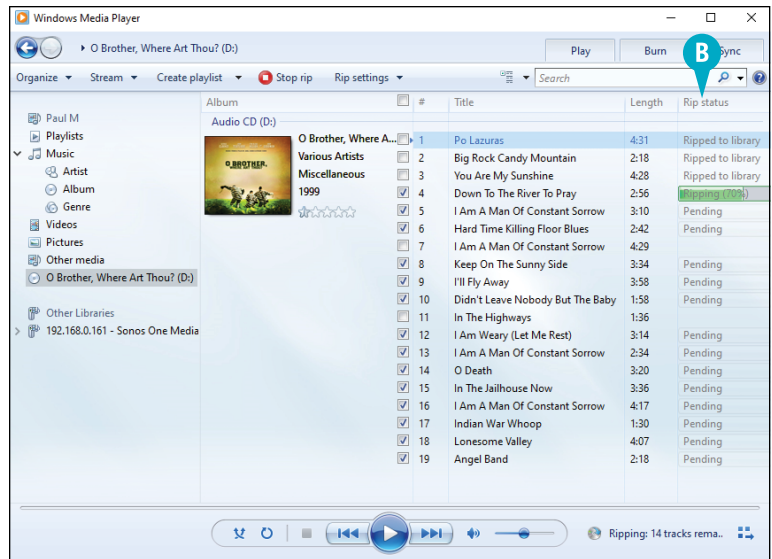 Windows Media Player
O Brother, Where Art Thou? (D:)
Play Burn Sync
B
Organize Stream Create playlist Stop rip Rip settings Search
Album # Title Length Rip status
Paul M
Playlists
Music
Artist
Album
Genre
Videos
Pictures
Other media
O Brother, Where Art Thou? (D:)
Other Libraries
192.168.0.161 - Sonos One Media
Audio CD (D:)
O BROTHER,
O Brother, Where A...
Various Artists
Miscellaneous
1999
1 Po Lazuras 4:31 Ripped to library
2 Big Rock Candy Mountain 2:18 Ripped to library
3 You Are My Sunshine 4:28 Ripped to library
4 Down To The River To Pray 2:56 Ripping (70%)
5 I Am A Man Of Constant Sorrow 3:10 Pending
6 Hard Time Killing Floor Blues 2:42 Pending
7 I Am A Man Of Constant Sorrow 4:29
8 Keep On The Sunny Side 3:34 Pending
9 I'll Fly Away 3:58 Pending
10 Didn't Leave Nobody But The Baby 1:58 Pending
11 In The Highways 1:36
12 I Am Weary (Let Me Rest) 3:14 Pending
13 I Am A Man Of Constant Sorrow 2:34 Pending
14 O Death 3:20 Pending
15 In The Jailhouse Now 3:36 Pending
16 I Am A Man Of Constant Sorrow 4:17 Pending
17 Indian War Whoop 1:30 Pending
18 Lonesome Valley 4:07 Pending
19 Angel Band 2:18 Pending
Ripping: 14 tracks rema..